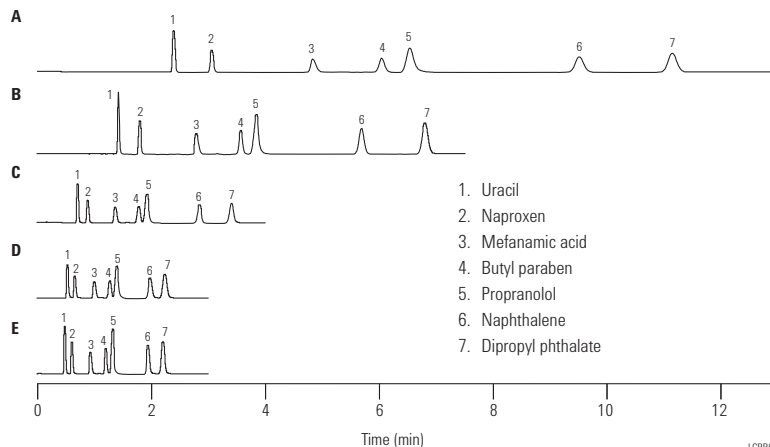 A
1 2 3 4 5 6 7
B
1 2 3 4 5 6 7
C
1 2 3 4 5 6 7
D
1 2 3 4 5 6 7
E
1 2 3 4 5 6 7
1. Uracil
2. Naproxen
3. Mefanamic acid
4. Butyl paraben
5. Propranolol
6. Naphthalene
7. Dipropyl phthalate
0 2 4 6 8 10 12
Time (min)